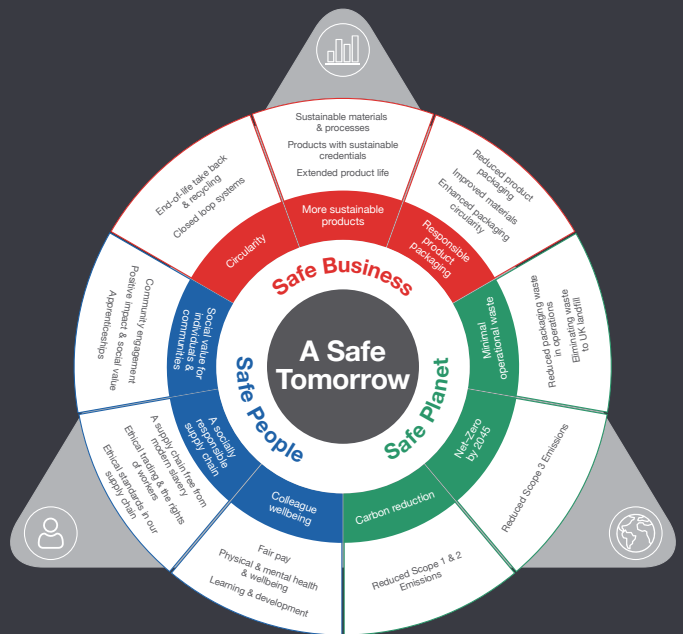 A Safe
Tomorrow
Safe Business
Safe Planet
Safe People
Circularity
End-of-life take back
& recycling
Closed loop systems
More sustainable
products
Sustainable materials
& processes
Products with sustainable
credentials
Extended product life
Responsible
product
packaging
Reduced product
packaging
Improved materials
Enhanced packaging
circularity
Minimal
operational waste
Reduced packaging waste
in operations
Eliminating waste
to UK landfill
Net-Zero
by 2045
Reduced Scope 3 Emissions
Carbon reduction
Reduced Scope 1 & 2
Emissions
Colleague
wellbeing
Fair pay
Physical & mental health
& wellbeing
Learning & development
A socially
responsible
supply chain
A supply chain free from
modern slavery
Ethical trading & the rights
of workers
Ethical standards in our
supply chain
Social value for
individuals &
communities
Community engagement
Positive impact & social value
Apprenticeships